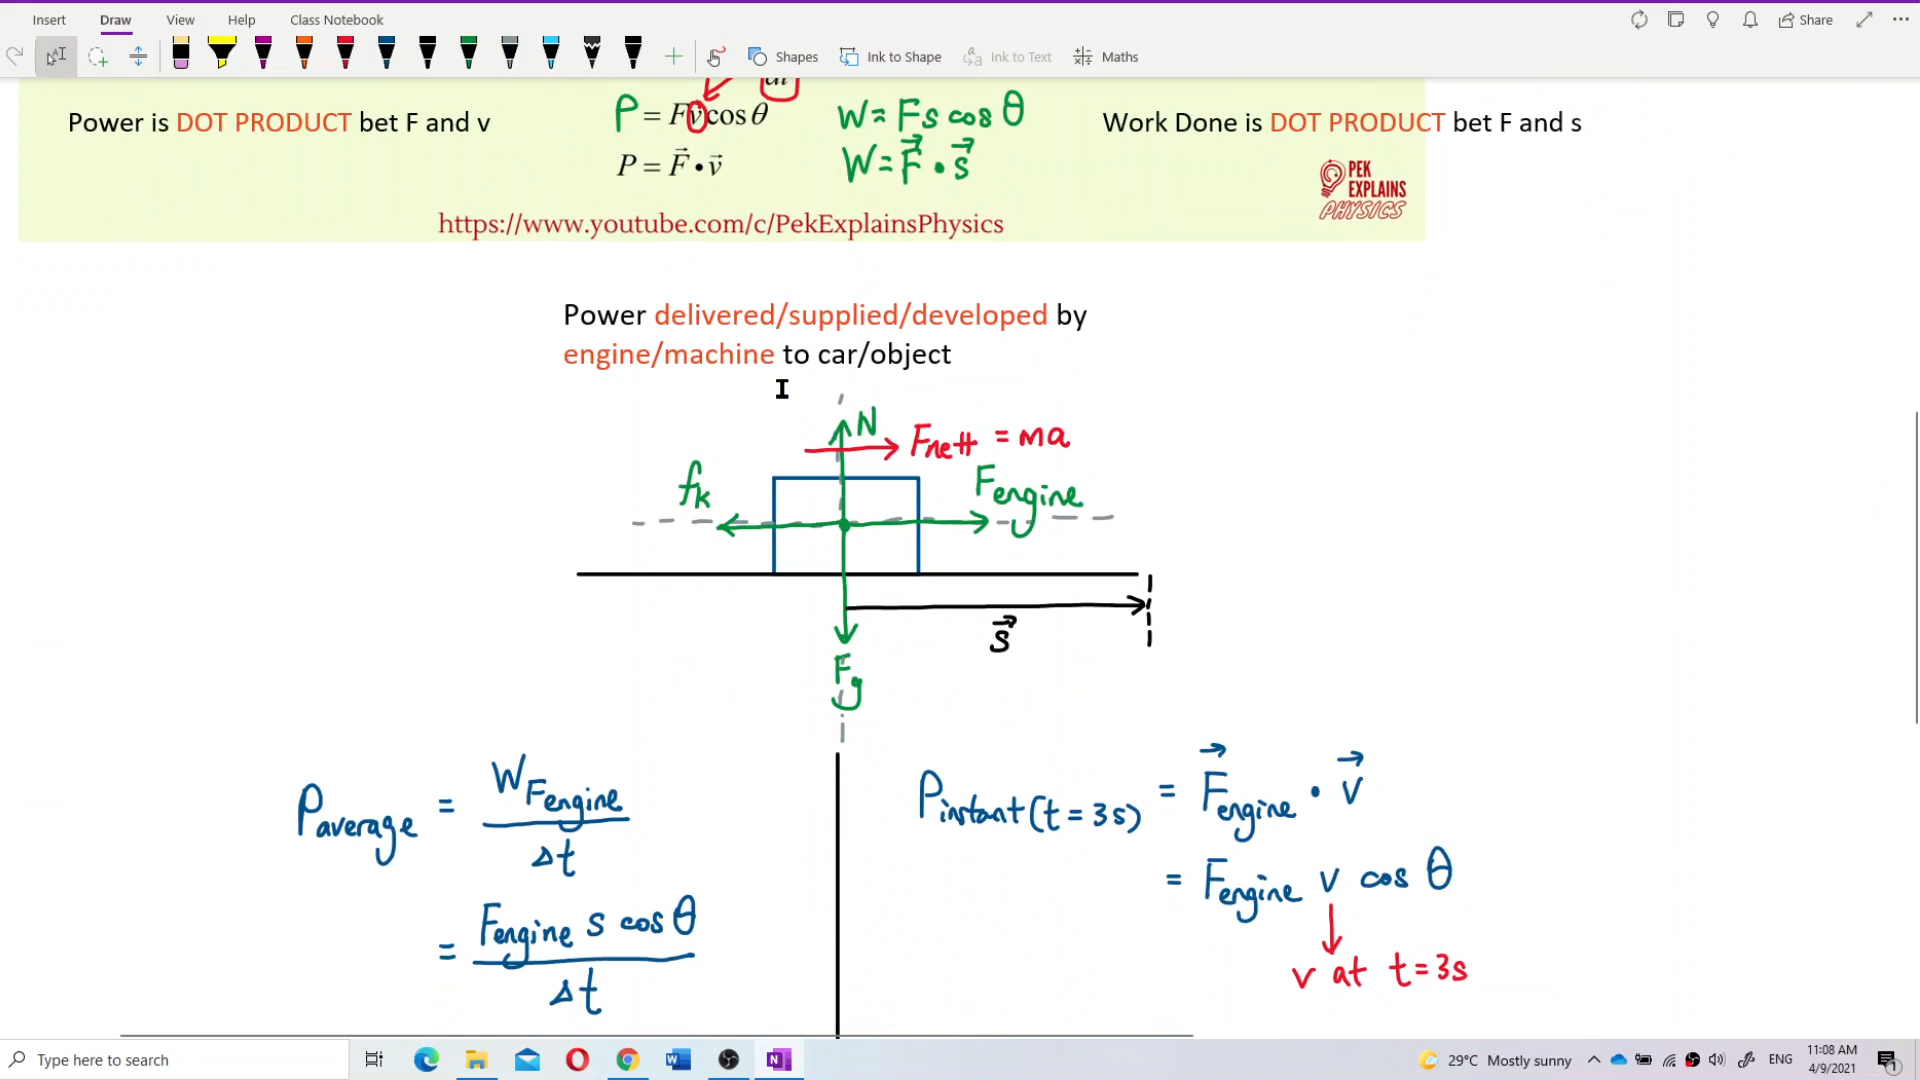 Insert Draw View Help Class Notebook Share
Shapes Ink to Shape Ink to Text Maths
Power is DOT PRODUCT bet F and v
P = Fv cos θ
P = F⃗ • v⃗
W = Fs cos θ
W = F⃗ • s⃗
Work Done is DOT PRODUCT bet F and s
PEK
EXPLAINS
PHYSICS
https://www.youtube.com/c/PekExplainsPhysics
Power delivered/supplied/developed by
engine/machine to car/object
N
Fnett = ma
fk
Fengine
s⃗
Fg
Paverage = WFengine / Δt
= Fengine s cos θ / Δt
Pinstant (t = 3s) = F⃗engine • v⃗
= Fengine v cos θ
v at t = 3s
Type here to search
29°C Mostly sunny
ENG
11:08 AM
4/9/2021
1